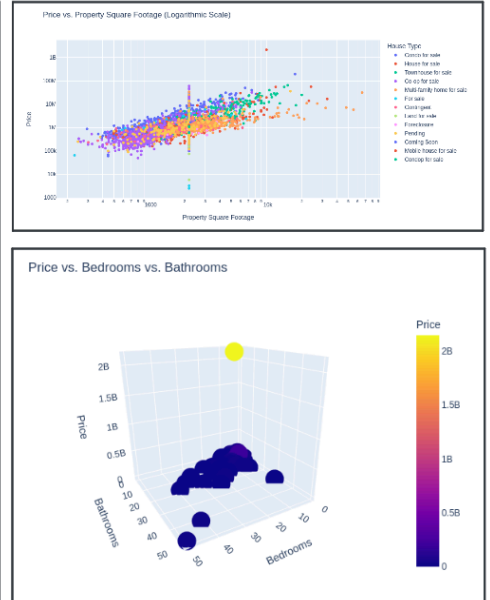 Price vs. Property Square Footage (Logarithmic Scale)
House Type
Condo for sale
House for sale
Townhouse for sale
Co-op for sale
Multi-family home for sale
For sale
Contingent
Land for sale
Foreclosure
Pending
Coming Soon
Mobile house for sale
Condop for sale
Price
1B
100M
10M
1M
100k
10k
1000
10k
Property Square Footage
Price vs. Bedrooms vs. Bathrooms
Price
2B
1.5B
1B
0.5B
0
Price
2B
1.5B
1B
0.5B
0
Bathrooms
0
10
20
30
40
50
Bedrooms
50
40
30
20
10
0